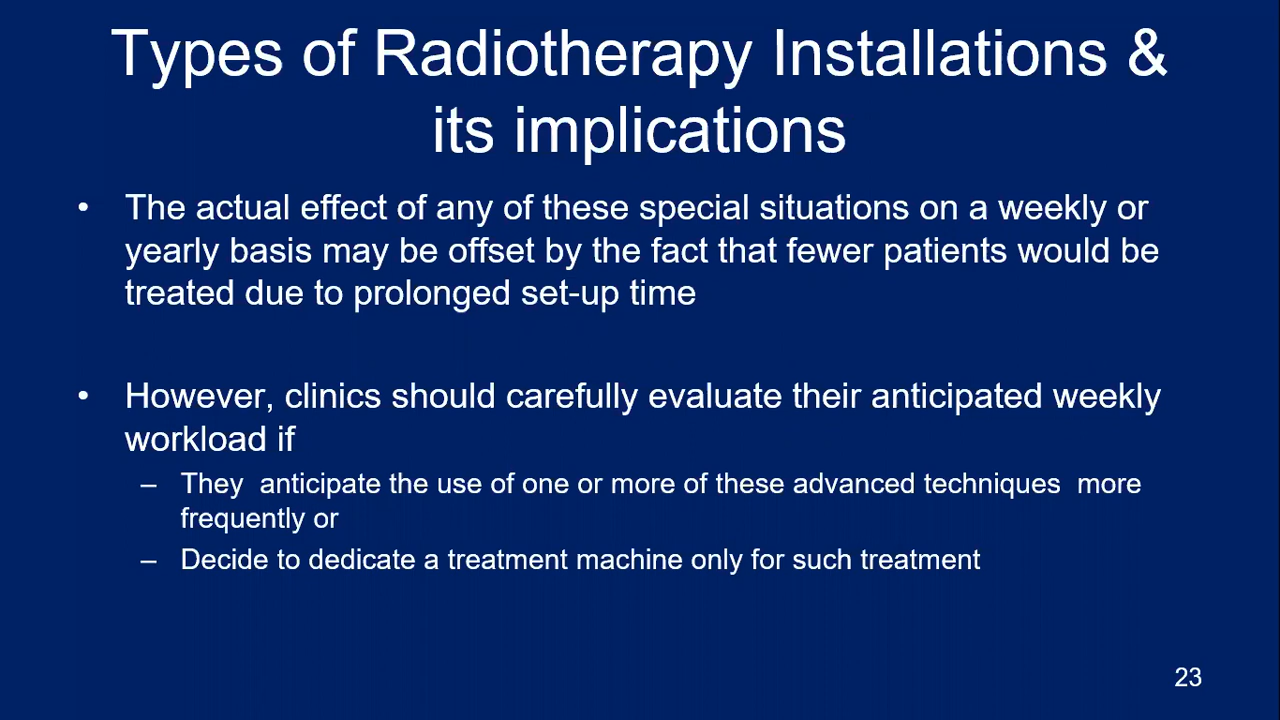 Types of Radiotherapy Installations &
its implications
• The actual effect of any of these special situations on a weekly or
yearly basis may be offset by the fact that fewer patients would be
treated due to prolonged set-up time
• However, clinics should carefully evaluate their anticipated weekly
workload if
– They  anticipate the use of one or more of these advanced techniques  more
frequently or
– Decide to dedicate a treatment machine only for such treatment
23